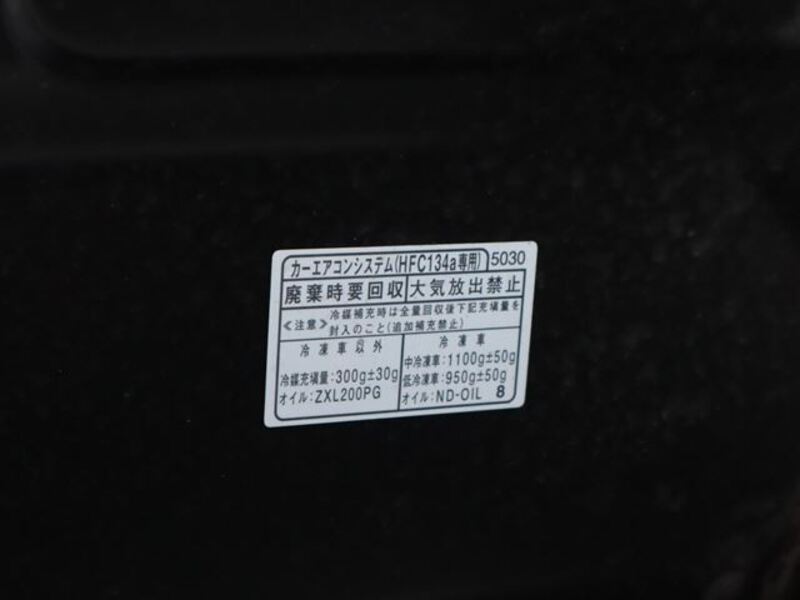 カーエアコンシステム(HFC134a専用) 5030
廃棄時要回収 大気放出禁止
《注意》冷媒補充時は全量回収後下記充填量を
封入のこと(追加補充禁止)
冷凍車以外
冷媒充填量:300g±30g
オイル:ZXL200PG
冷凍車
中冷凍車:1100g±50g
低冷凍車:950g±50g
オイル:ND-OIL 8